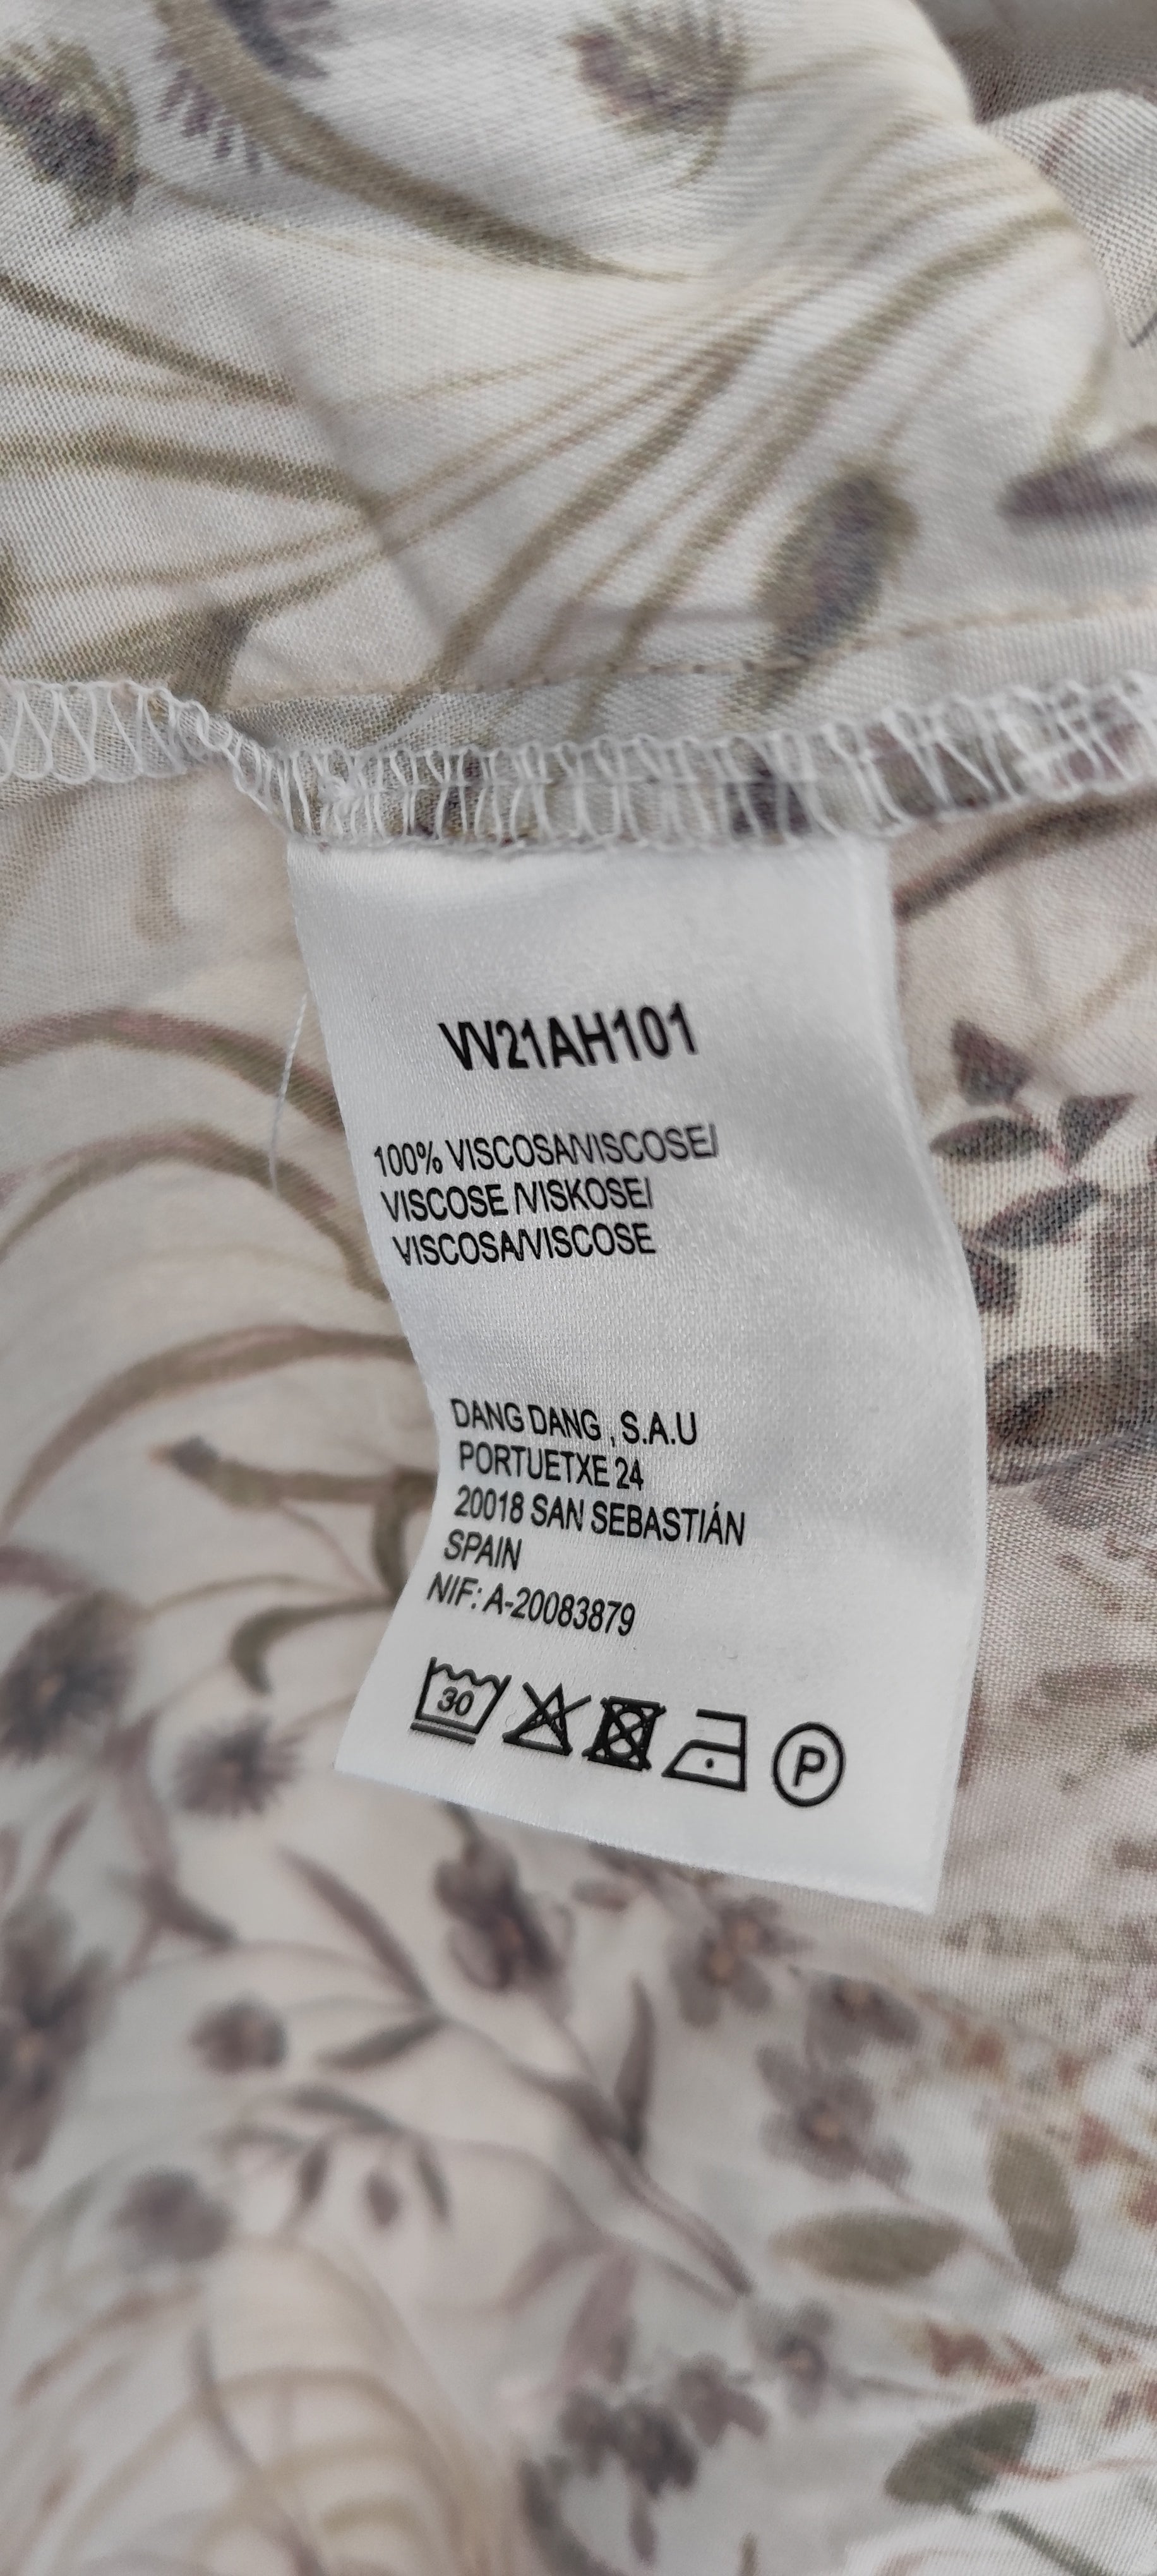 VV21AH101
100% VISCOSA/VISCOSE/
VISCOSE /VISKOSE/
VISCOSA/VISCOSE
DANG DANG , S.A.U
PORTUETXE 24
20018 SAN SEBASTIÁN
SPAIN
NIF: A-20083879
30 P